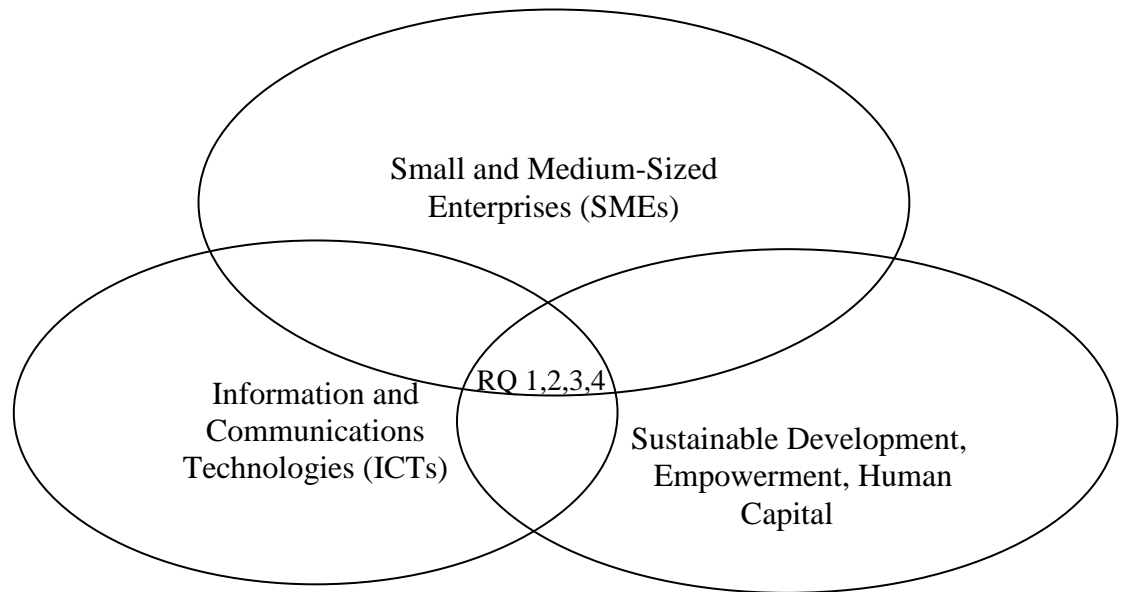 Small and Medium-Sized
Enterprises (SMEs)
RQ 1,2,3,4
Information and
Communications
Technologies (ICTs)
Sustainable Development,
Empowerment, Human
Capital